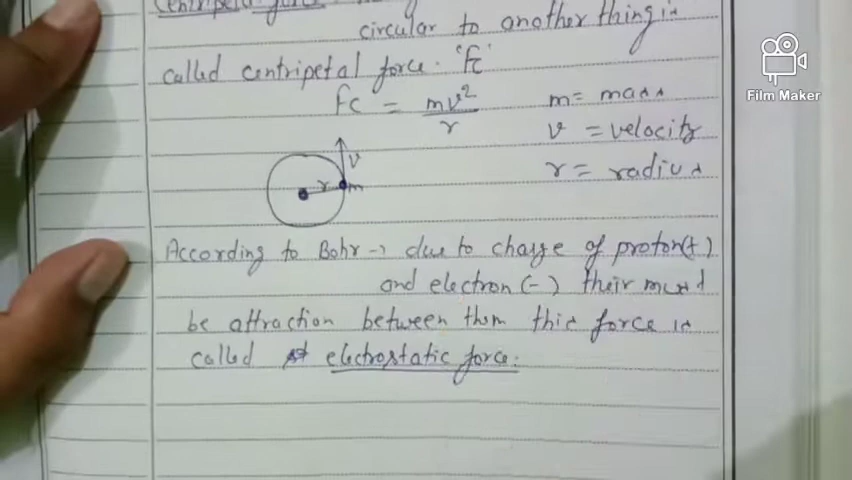 Centripetal force
circular to another thing is
called centripetal force. 'Fc'
Fc = mv²/r
m = mass
v = velocity
r = radius
v
r
m
According to Bohr → due to charge of proton(+)
and electron (-) their must
be attraction between them this force is
called electrostatic force.
Film Maker